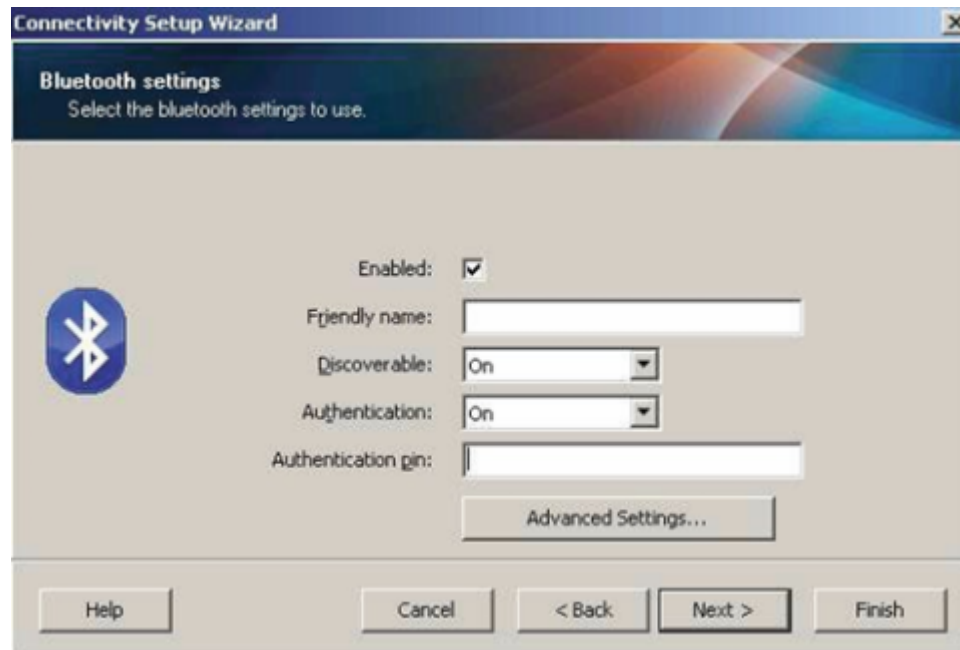 Connectivity Setup Wizard
Bluetooth settings
Select the bluetooth settings to use.
Enabled:
Friendly name:
Discoverable: On
Authentication: On
Authentication pin:
Advanced Settings...
Help Cancel < Back Next > Finish